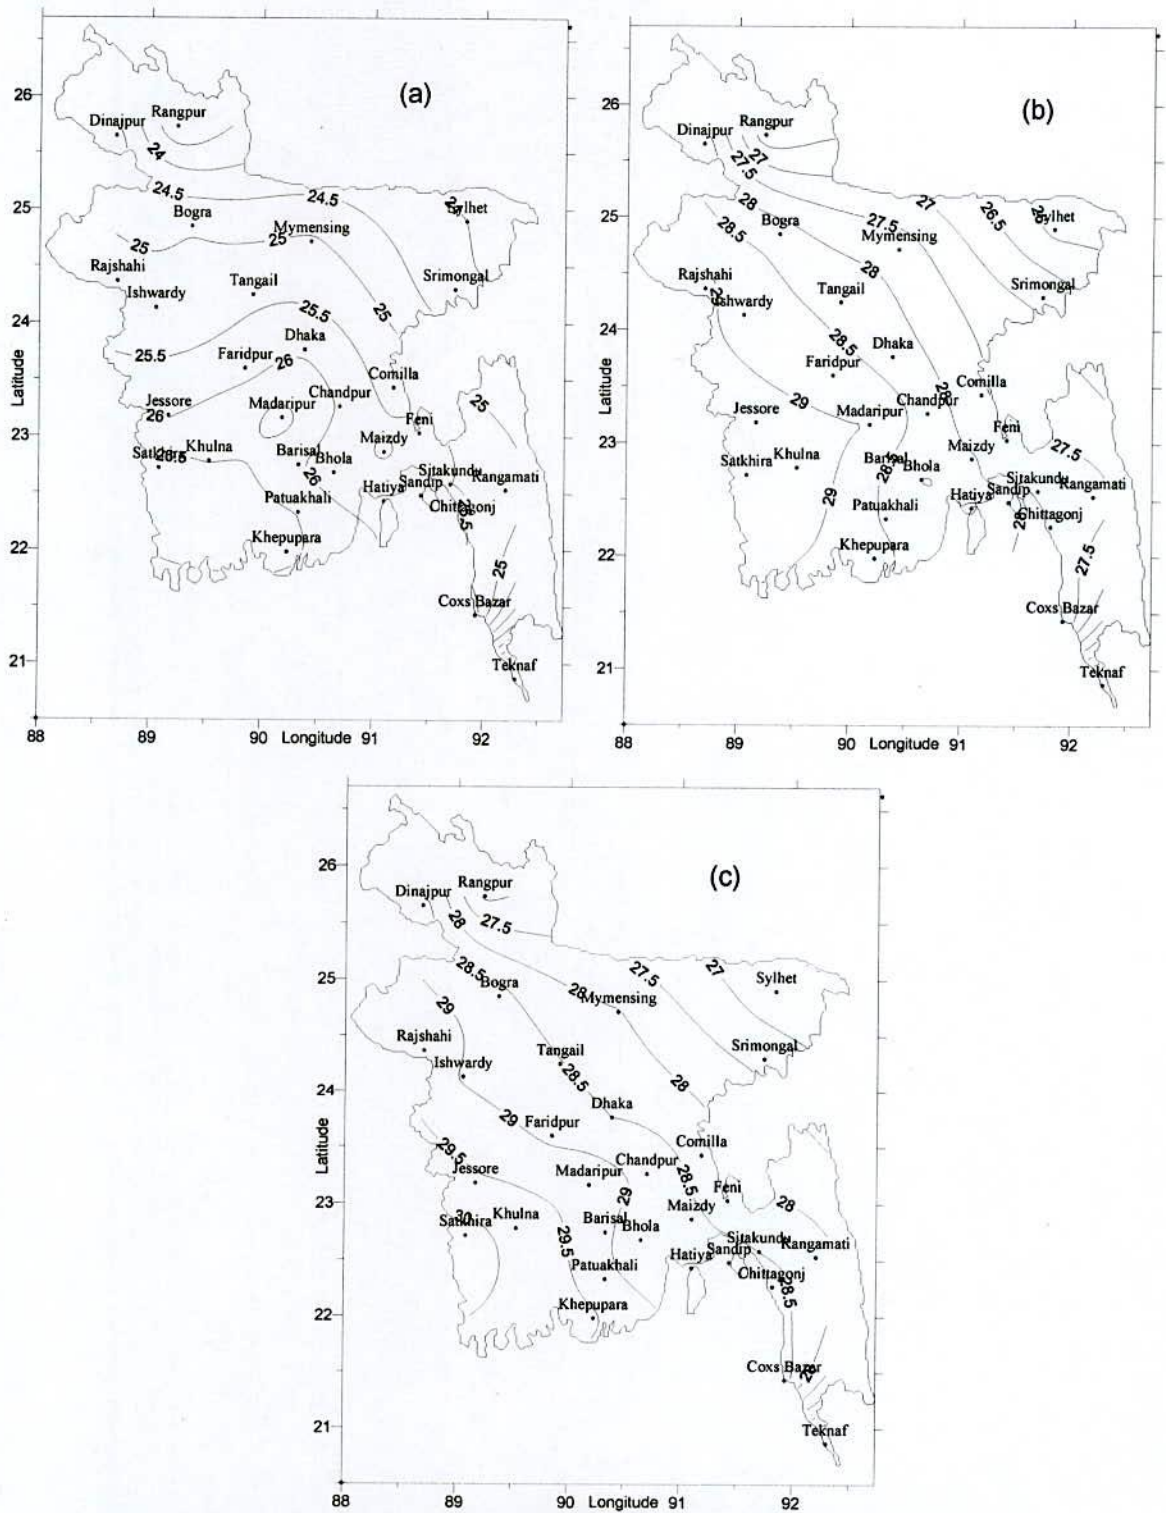 (a)
26
Rangpur
Dinajpur
24
24.5
24.5
25
Bogra
Sylhet
25
25
Mymensing
Rajshahi
Tangail
Srimongal
Ishwardy
24
25.5
25
Dhaka
25.5
Faridpur
26
Comilla
Latitude
Jessore
Madaripur
Chandpur
25
26
Feni
23
Maizdy
Satkhira
Khulna
Barisal
Bhola
26
Sitakundu
Rangamati
Hatiya
Sandip
Patuakhali
Chittagonj
22
Khepupara
25
Coxs Bazar
21
Teknaf
88
89
90
Longitude
91
92
(b)
26
Rangpur
Dinajpur
27
27.5
28
27
26.5
26
25
28.5
Bogra
27.5
Sylhet
Mymensing
Rajshahi
28
Srimongal
Ishwardy
Tangail
24
28.5
Dhaka
Faridpur
Comilla
Latitude
29
28
Jessore
Madaripur
Chandpur
Feni
23
Maizdy
27.5
Satkhira
Khulna
Barisal
28.5
Bhola
Sitakundu
Rangamati
29
Hatiya
Sandip
Patuakhali
28
Chittagonj
22
Khepupara
27.5
Coxs Bazar
21
Teknaf
88
89
90
Longitude
91
92
(c)
26
Dinajpur
Rangpur
28
27.5
25
28.5
Bogra
28
27.5
27
Sylhet
29
Mymensing
Rajshahi
Tangail
Srimongal
Ishwardy
28.5
28
24
29
Dhaka
Faridpur
Latitude
29.5
Comilla
Jessore
Madaripur
Chandpur
28.5
Feni
28
23
30
29
Maizdy
Satkhira
Khulna
Barisal
Bhola
29.5
Sitakundu
Rangamati
Hatiya
Sandip
Patuakhali
Chittagonj
28.5
22
Khepupara
Coxs Bazar
28
21
Teknaf
88
89
90
Longitude
91
92